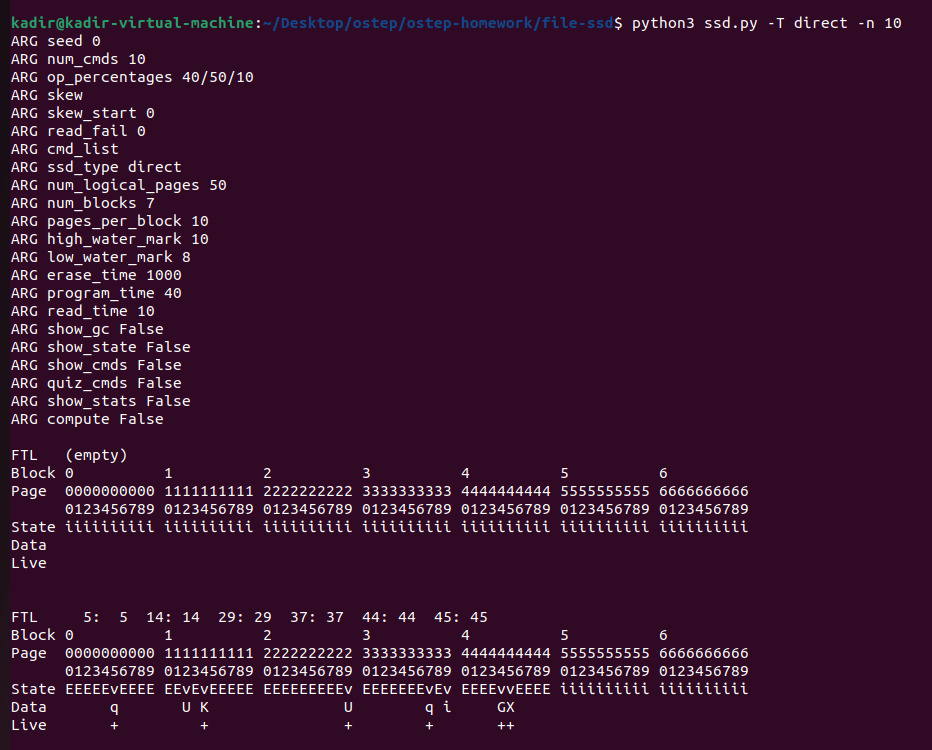 kadir@kadir-virtual-machine:~/Desktop/ostep/ostep-homework/file-ssd$ python3 ssd.py -T direct -n 10
ARG seed 0
ARG num_cmds 10
ARG op_percentages 40/50/10
ARG skew
ARG skew_start 0
ARG read_fail 0
ARG cmd_list
ARG ssd_type direct
ARG num_logical_pages 50
ARG num_blocks 7
ARG pages_per_block 10
ARG high_water_mark 10
ARG low_water_mark 8
ARG erase_time 1000
ARG program_time 40
ARG read_time 10
ARG show_gc False
ARG show_state False
ARG show_cmds False
ARG quiz_cmds False
ARG show_stats False
ARG compute False

FTL   (empty)
Block 0          1          2          3          4          5          6
Page  0000000000 1111111111 2222222222 3333333333 4444444444 5555555555 6666666666
      0123456789 0123456789 0123456789 0123456789 0123456789 0123456789 0123456789
State iiiiiiiiii iiiiiiiiii iiiiiiiiii iiiiiiiiii iiiiiiiiii iiiiiiiiii iiiiiiiiii
Data
Live

FTL     5:  5  14: 14  29: 29  37: 37  44: 44  45: 45
Block 0          1          2          3          4          5          6
Page  0000000000 1111111111 2222222222 3333333333 4444444444 5555555555 6666666666
      0123456789 0123456789 0123456789 0123456789 0123456789 0123456789 0123456789
State EEEEEvEEEE EEvEvEEEEE EEEEEEEEEv EEEEEEEvEv EEEEvvEEEE iiiiiiiiii iiiiiiiiii
Data       q       U K               U        q i     GX
Live       +         +               +        +       ++